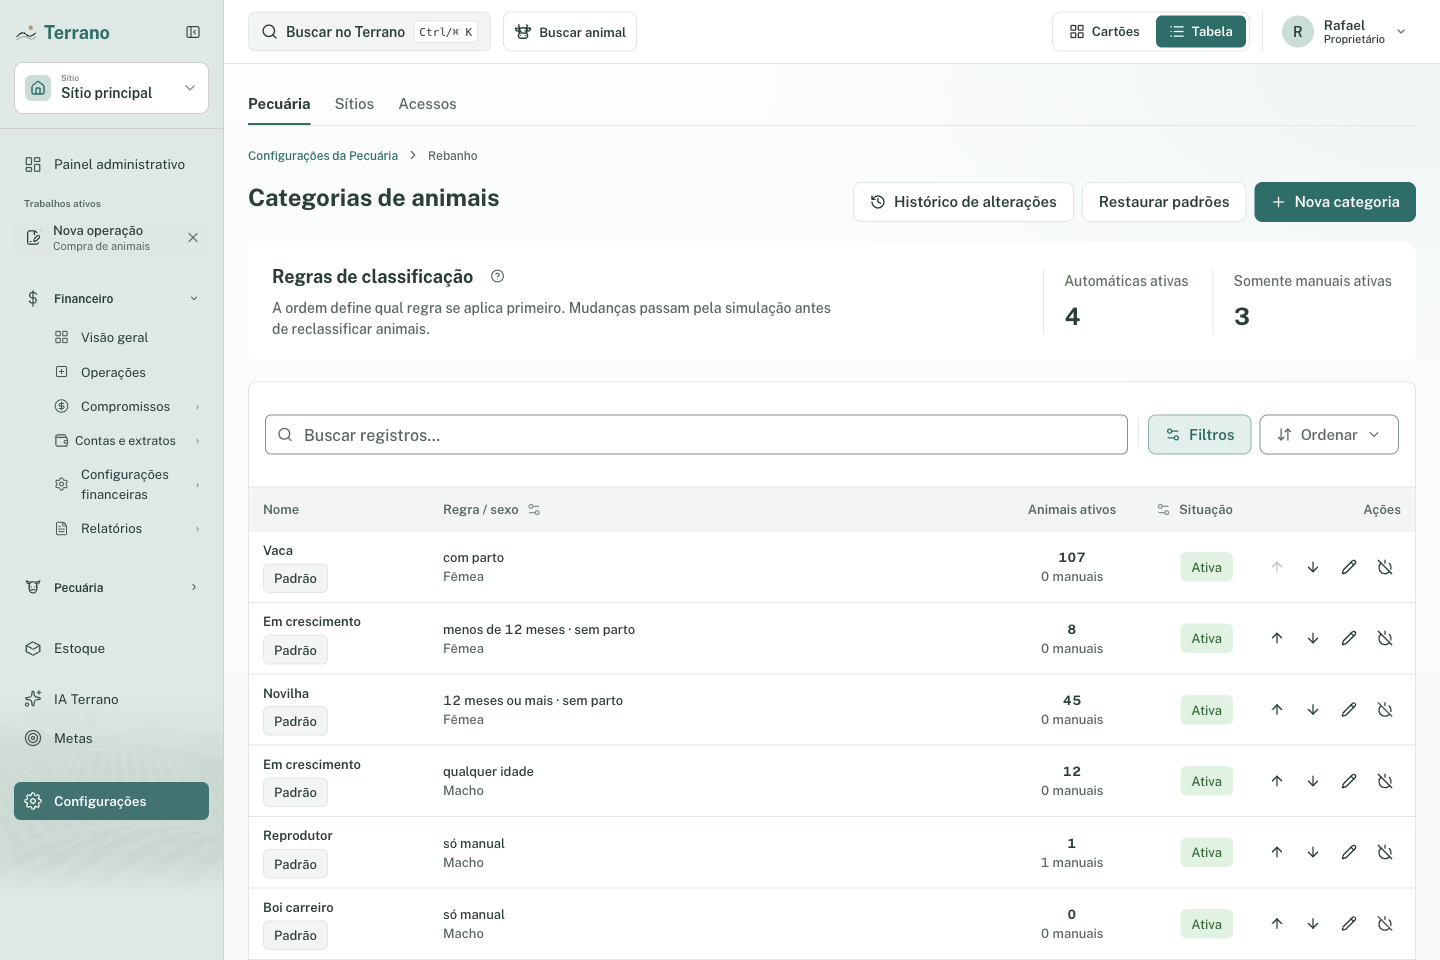 Terrano
Buscar no Terrano Ctrl/⌘ K
Buscar animal
Cartões
Tabela
R
Rafael
Proprietário
Sítio
Sítio principal
Painel administrativo
Trabalhos ativos
Nova operação
Compra de animais
Financeiro
Visão geral
Operações
Compromissos
Contas e extratos
Configurações
financeiras
Relatórios
Pecuária
Estoque
IA Terrano
Metas
Configurações
Pecuária Sítios Acessos
Configurações da Pecuária > Rebanho
Categorias de animais
Histórico de alterações
Restaurar padrões
+ Nova categoria
Regras de classificação
A ordem define qual regra se aplica primeiro. Mudanças passam pela simulação antes
de reclassificar animais.
Automáticas ativas
4
Somente manuais ativas
3
Buscar registros...
Filtros
Ordenar
Nome Regra / sexo Animais ativos Situação Ações
Vaca
Padrão
com parto
Fêmea
107
0 manuais
Ativa
Em crescimento
Padrão
menos de 12 meses · sem parto
Fêmea
8
0 manuais
Ativa
Novilha
Padrão
12 meses ou mais · sem parto
Fêmea
45
0 manuais
Ativa
Em crescimento
Padrão
qualquer idade
Macho
12
0 manuais
Ativa
Reprodutor
Padrão
só manual
Macho
1
1 manuais
Ativa
Boi carreiro
Padrão
só manual
Macho
0
0 manuais
Ativa